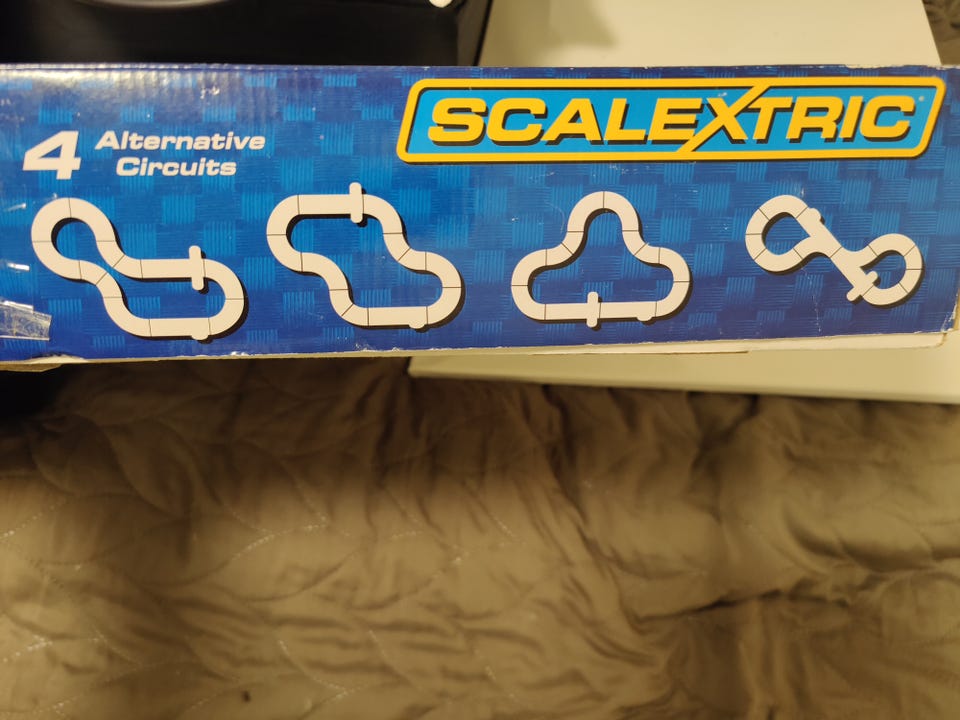 SCALEXTRIC
4 Alternative
Circuits